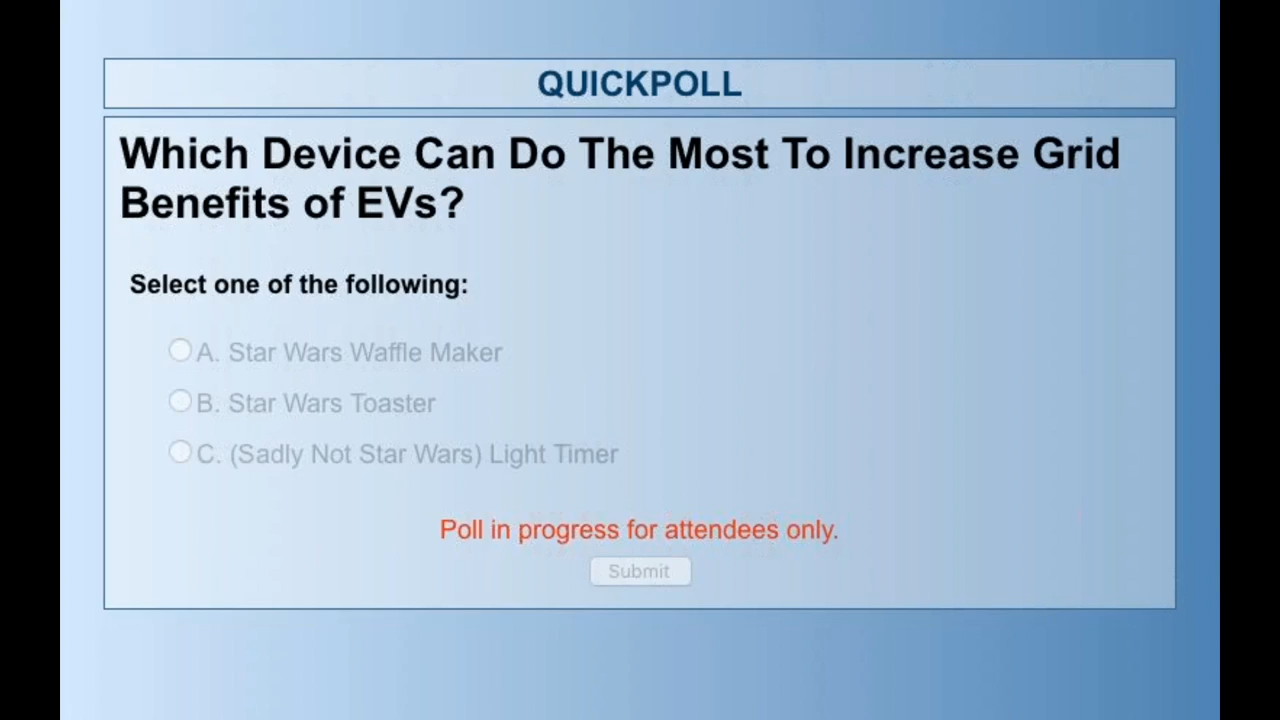 QUICKPOLL
Which Device Can Do The Most To Increase Grid
Benefits of EVs?
Select one of the following:
A. Star Wars Waffle Maker
B. Star Wars Toaster
C. (Sadly Not Star Wars) Light Timer
Poll in progress for attendees only.
Submit